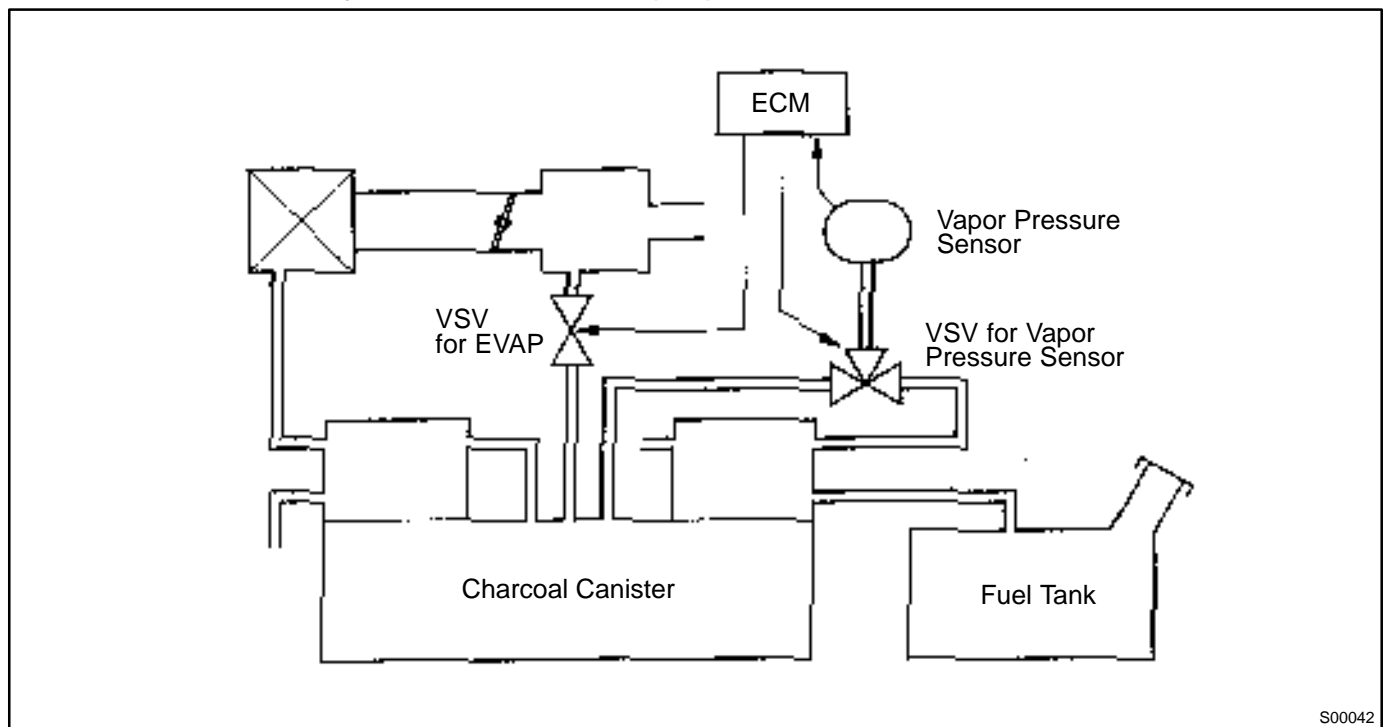 ECM
Vapor Pressure
Sensor
VSV
for EVAP
VSV for Vapor
Pressure Sensor
Charcoal Canister
Fuel Tank
S00042